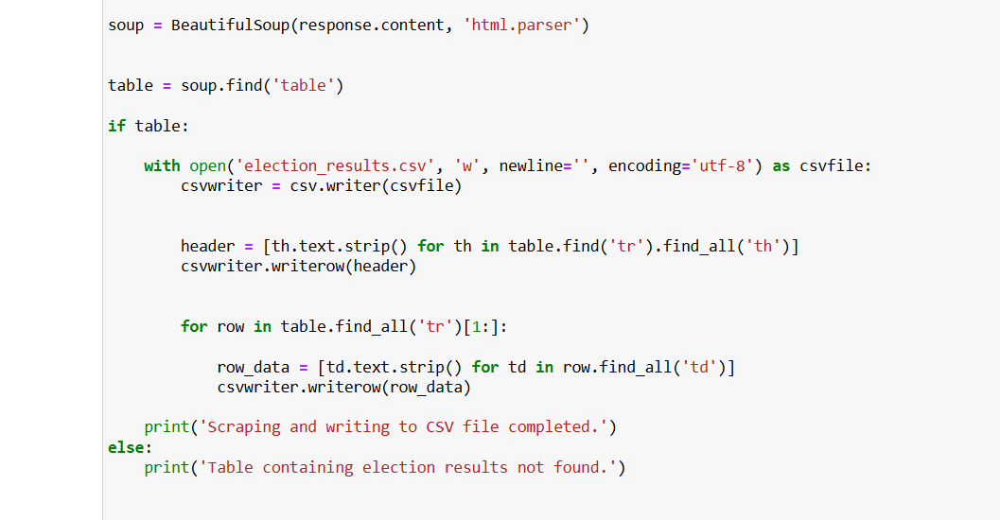 soup = BeautifulSoup(response.content, 'html.parser')
table = soup.find('table')
if table:
    with open('election_results.csv', 'w', newline='', encoding='utf-8') as csvfile:
        csvwriter = csv.writer(csvfile)
        header = [th.text.strip() for th in table.find('tr').find_all('th')]
        csvwriter.writerow(header)
        for row in table.find_all('tr')[1:]:
            row_data = [td.text.strip() for td in row.find_all('td')]
            csvwriter.writerow(row_data)
    print('Scraping and writing to CSV file completed.')
else:
    print('Table containing election results not found.')